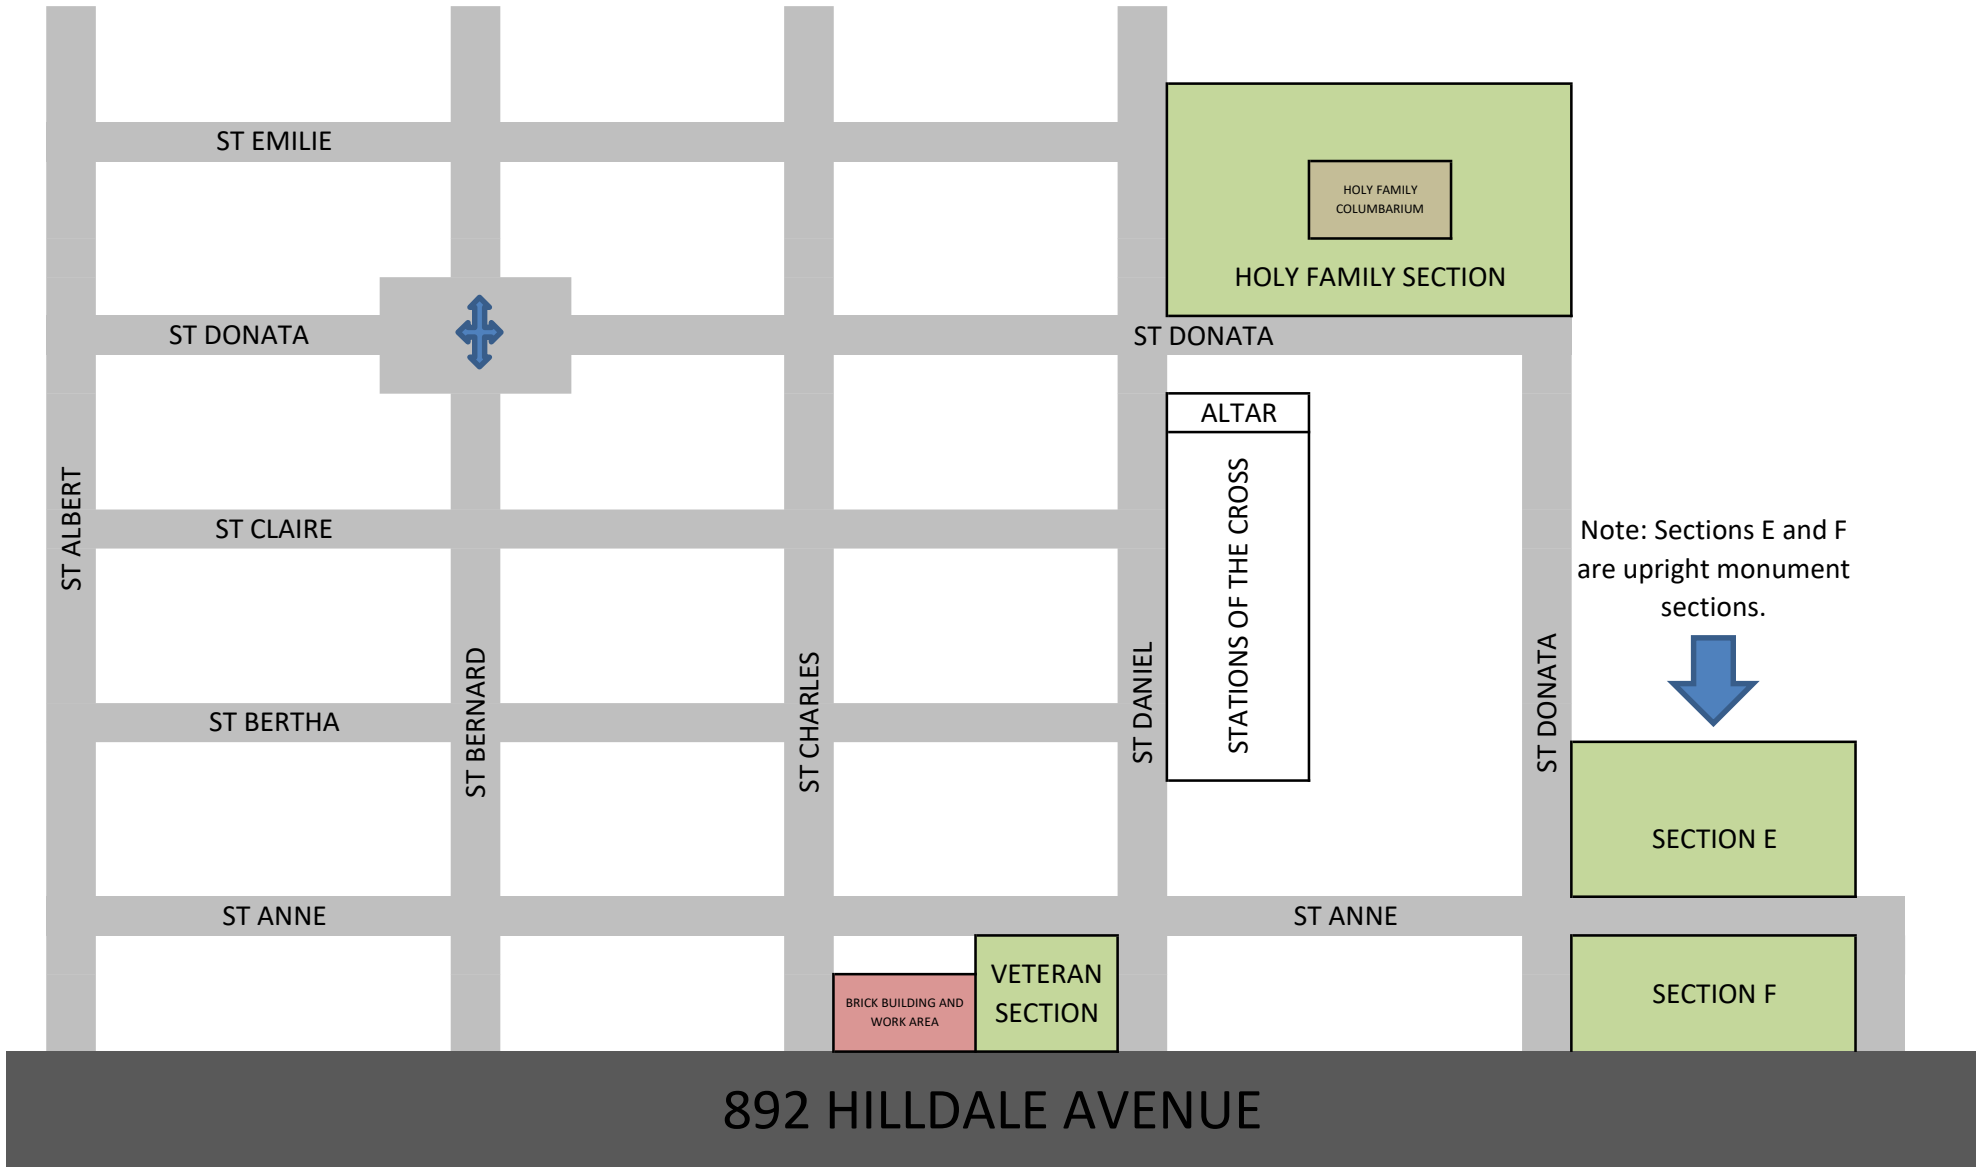 ST EMILIE
HOLY FAMILY
COLUMBARIUM
HOLY FAMILY SECTION
ST DONATA
ST DONATA
ALTAR
STATIONS OF THE CROSS
ST ALBERT
ST CLAIRE
Note: Sections E and F
are upright monument
sections.
ST BERNARD
ST CHARLES
ST DANIEL
ST DONATA
ST BERTHA
SECTION E
ST ANNE
ST ANNE
VETERAN
SECTION
BRICK BUILDING AND
WORK AREA
SECTION F
892 HILLDALE AVENUE